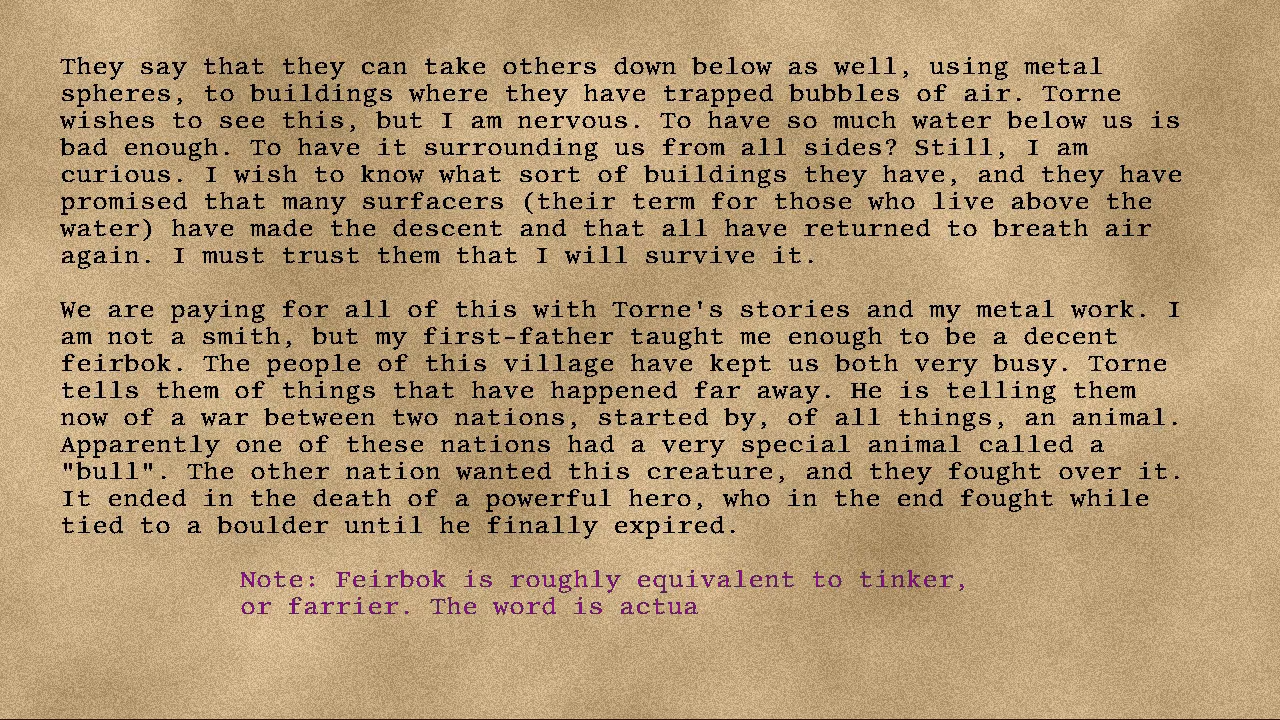 They say that they can take others down below as well, using metal
spheres, to buildings where they have trapped bubbles of air. Torne
wishes to see this, but I am nervous. To have so much water below us is
bad enough. To have it surrounding us from all sides? Still, I am
curious. I wish to know what sort of buildings they have, and they have
promised that many surfacers (their term for those who live above the
water) have made the descent and that all have returned to breath air
again. I must trust them that I will survive it.
We are paying for all of this with Torne's stories and my metal work. I
am not a smith, but my first-father taught me enough to be a decent
feirbok. The people of this village have kept us both very busy. Torne
tells them of things that have happened far away. He is telling them
now of a war between two nations, started by, of all things, an animal.
Apparently one of these nations had a very special animal called a
"bull". The other nation wanted this creature, and they fought over it.
It ended in the death of a powerful hero, who in the end fought while
tied to a boulder until he finally expired.
Note: Feirbok is roughly equivalent to tinker,
or farrier. The word is actua